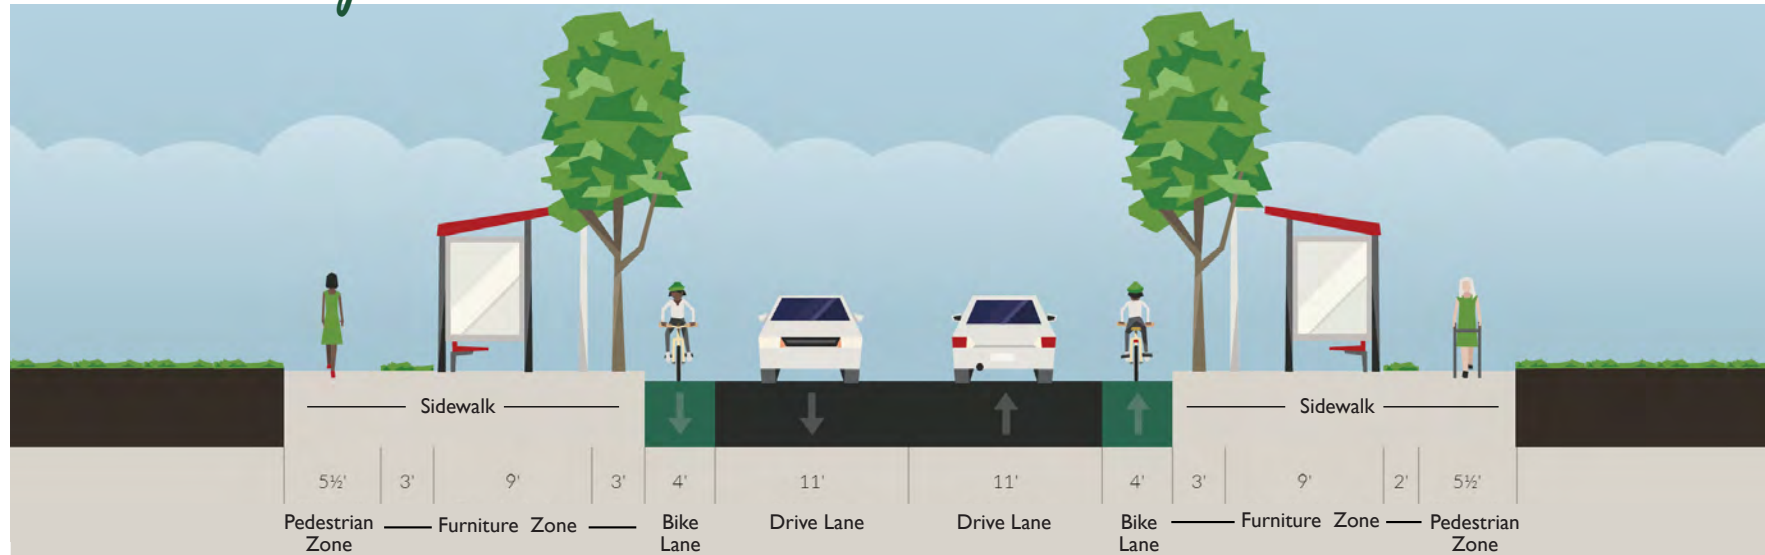 Sidewalk
Sidewalk
5½' 3' 9' 3' 4' 11' 11' 4' 3' 9' 2' 5½'
Pedestrian Zone
Furniture Zone
Bike Lane
Drive Lane
Drive Lane
Bike Lane
Furniture Zone
Pedestrian Zone